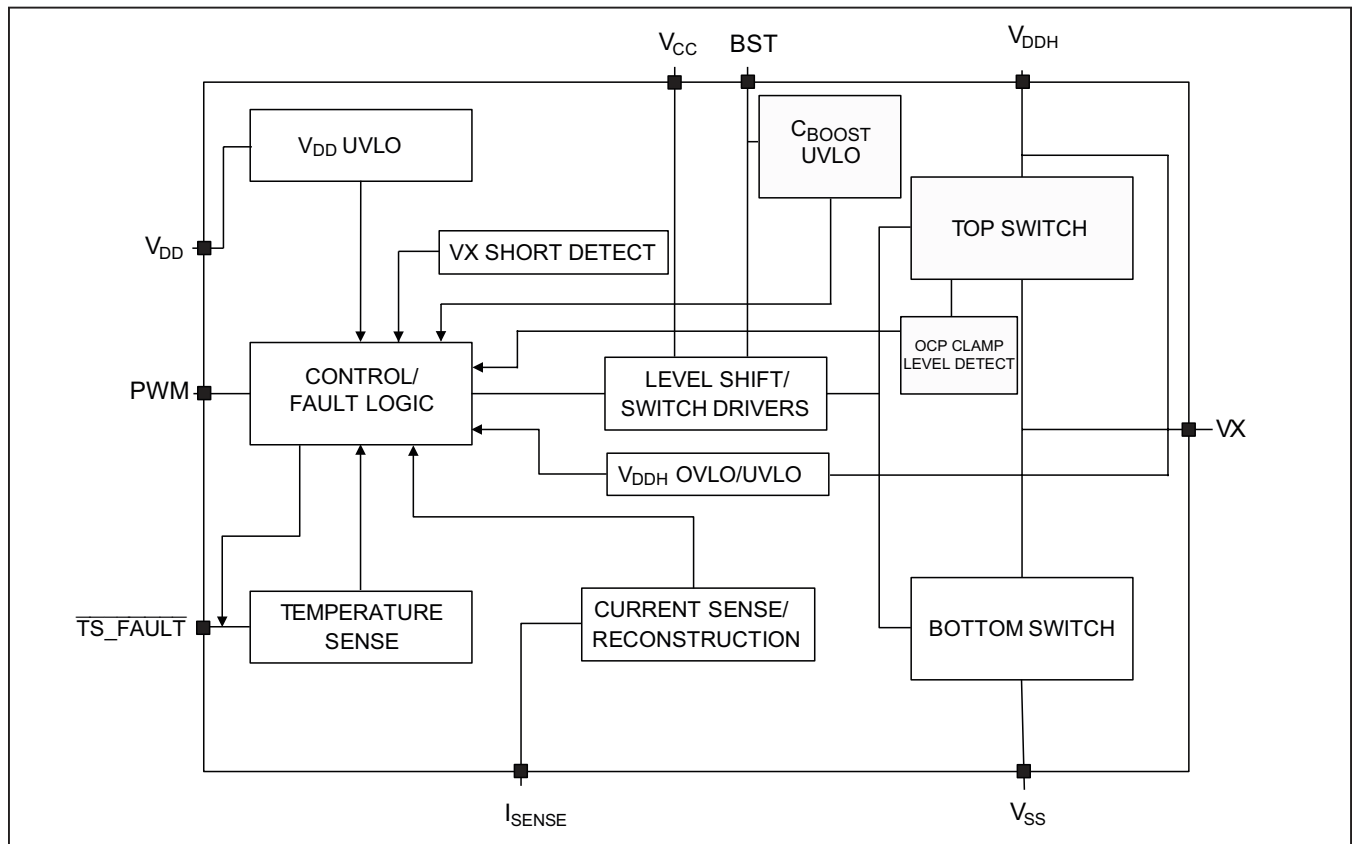 VCC
BST
VDDH
VDD UVLO
CBOOST
UVLO
TOP SWITCH
VDD
VX SHORT DETECT
OCP CLAMP
LEVEL DETECT
PWM
CONTROL/
FAULT LOGIC
LEVEL SHIFT/
SWITCH DRIVERS
VX
VDDH OVLO/UVLO
TS_FAULT
TEMPERATURE
SENSE
CURRENT SENSE/
RECONSTRUCTION
BOTTOM SWITCH
ISENSE
VSS